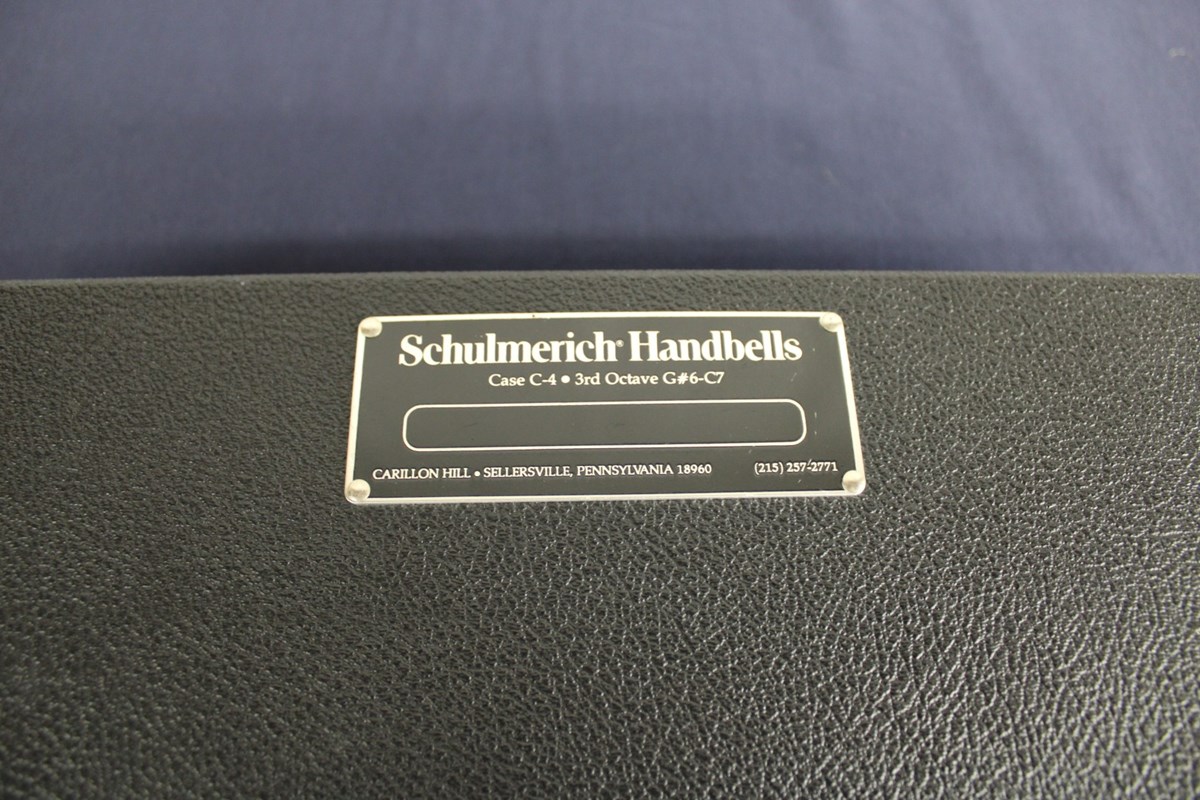 Schulmerich® Handbells
Case C-4 • 3rd Octave G#6-C7
CARILLON HILL • SELLERSVILLE, PENNSYLVANIA 18960 (215) 257-2771